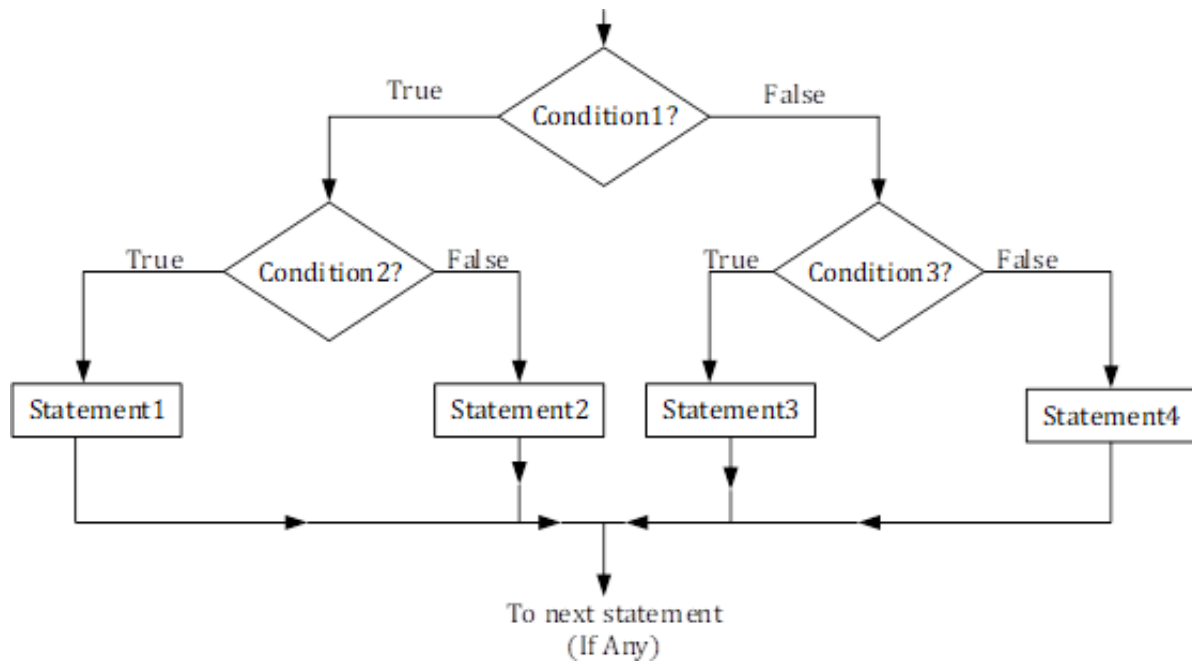 True
False
Condition1?
True
Condition2?
False
True
Condition3?
False
Statement1
Statement2
Statement3
Statement4
To next statement
(If Any)